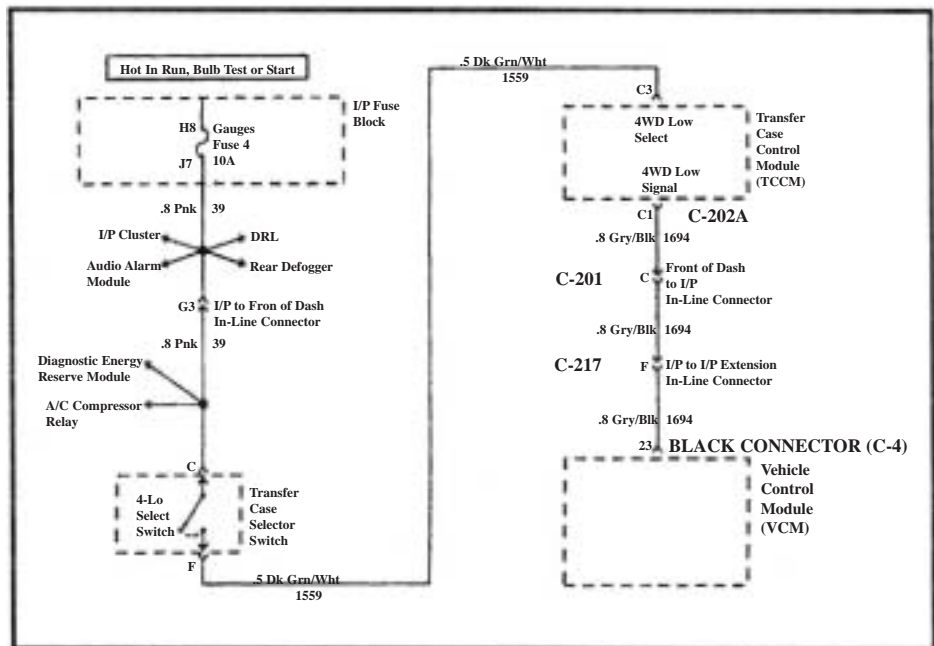 Hot In Run, Bulb Test or Start
I/P Fuse
Block
H8
Gauges
Fuse 4
J7
10A
.8 Pnk
39
I/P Cluster
DRL
Audio Alarm
Module
Rear Defogger
G3
I/P to Fron of Dash
In-Line Connector
.8 Pnk
39
Diagnostic Energy
Reserve Module
A/C Compressor
Relay
C
4-Lo
Select
Switch
Transfer
Case
Selector
Switch
F
.5 Dk Grn/Wht
1559
.5 Dk Grn/Wht
1559
C3
4WD Low
Select
Transfer
Case
Control
Module
(TCCM)
4WD Low
Signal
C1
C-202A
.8 Gry/Blk
1694
C-201
C
Front of Dash
to I/P
In-Line Connector
.8 Gry/Blk
1694
C-217
F
I/P to I/P Extension
In-Line Connector
.8 Gry/Blk
1694
23
BLACK CONNECTOR (C-4)
Vehicle
Control
Module
(VCM)